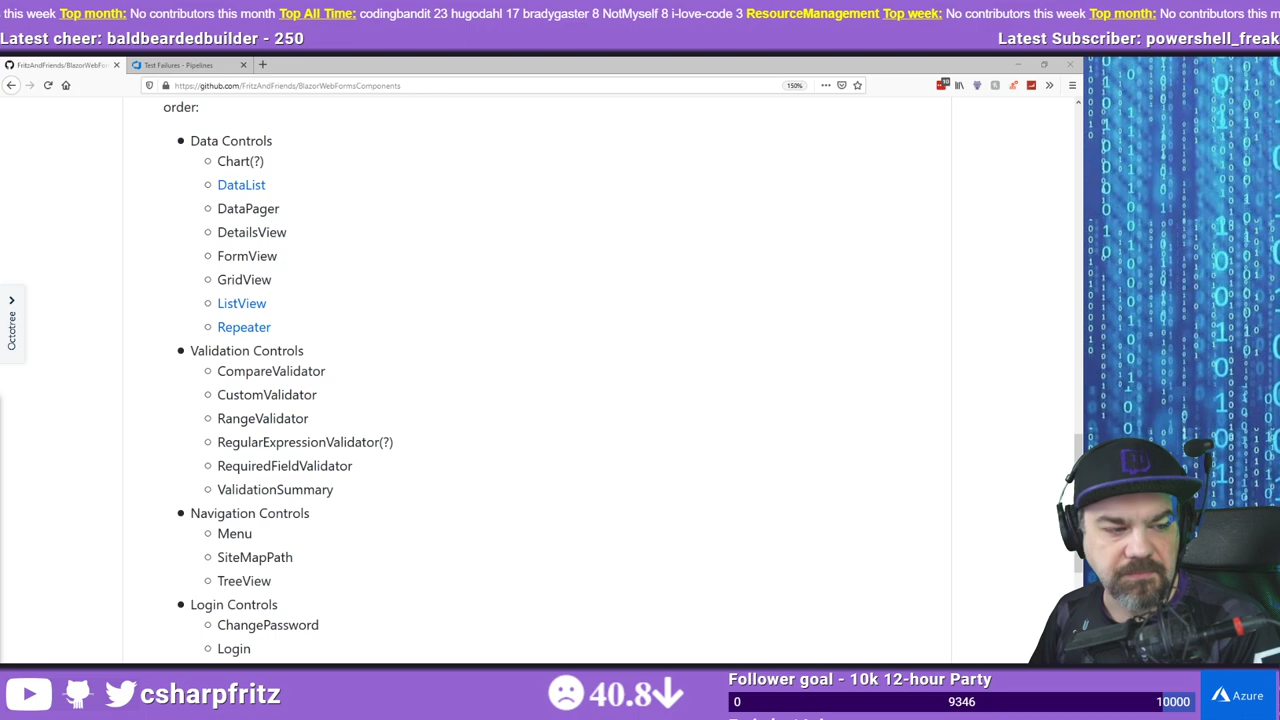 this week Top month: No contributors this month Top All Time: codingbandit 23 hugodahl 17 bradygaster 8 NotMyself 8 i-love-code 3 ResourceManagement Top week: No contributors this week Top month: No contributors this m
Latest cheer: baldbeardedbuilder - 250
Latest Subscriber: powershell_freak
FritzAndFriends/BlazorWebForm
Test Failures - Pipelines
https://github.com/FritzAndFriends/BlazorWebFormsComponents
150%
order:
Data Controls
Chart(?)
DataList
DataPager
DetailsView
FormView
GridView
ListView
Repeater
Validation Controls
CompareValidator
CustomValidator
RangeValidator
RegularExpressionValidator(?)
RequiredFieldValidator
ValidationSummary
Navigation Controls
Menu
SiteMapPath
TreeView
Login Controls
ChangePassword
Login
Octotree
csharpfritz
40.8
Follower goal - 10k 12-hour Party
0 9346 10000
Azure